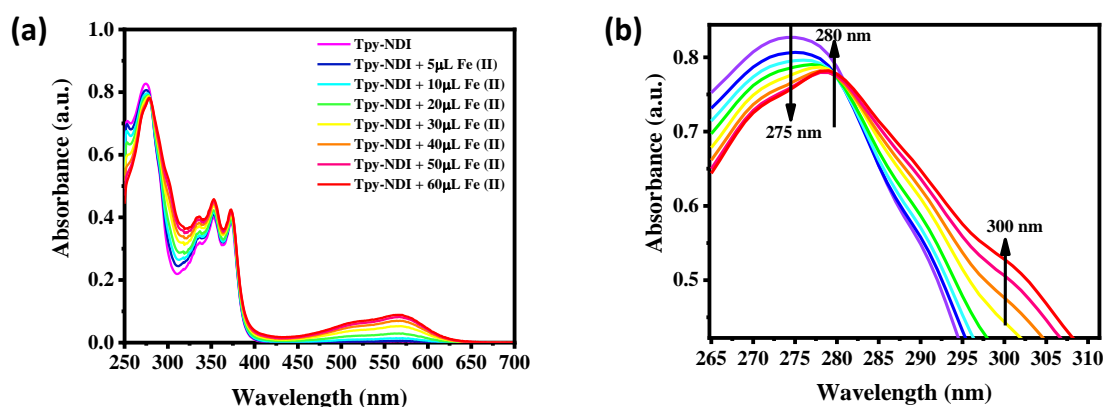 (a)
1.0
0.8
0.6
0.4
0.2
0.0
Absorbance (a.u.)
250 300 350 400 450 500 550 600 650 700
Wavelength (nm)
Tpy-NDI
Tpy-NDI + 5μL Fe (II)
Tpy-NDI + 10μL Fe (II)
Tpy-NDI + 20μL Fe (II)
Tpy-NDI + 30μL Fe (II)
Tpy-NDI + 40μL Fe (II)
Tpy-NDI + 50μL Fe (II)
Tpy-NDI + 60μL Fe (II)
(b)
0.8
0.7
0.6
0.5
Absorbance (a.u.)
265 270 275 280 285 290 295 300 305 310
Wavelength (nm)
280 nm
275 nm
300 nm